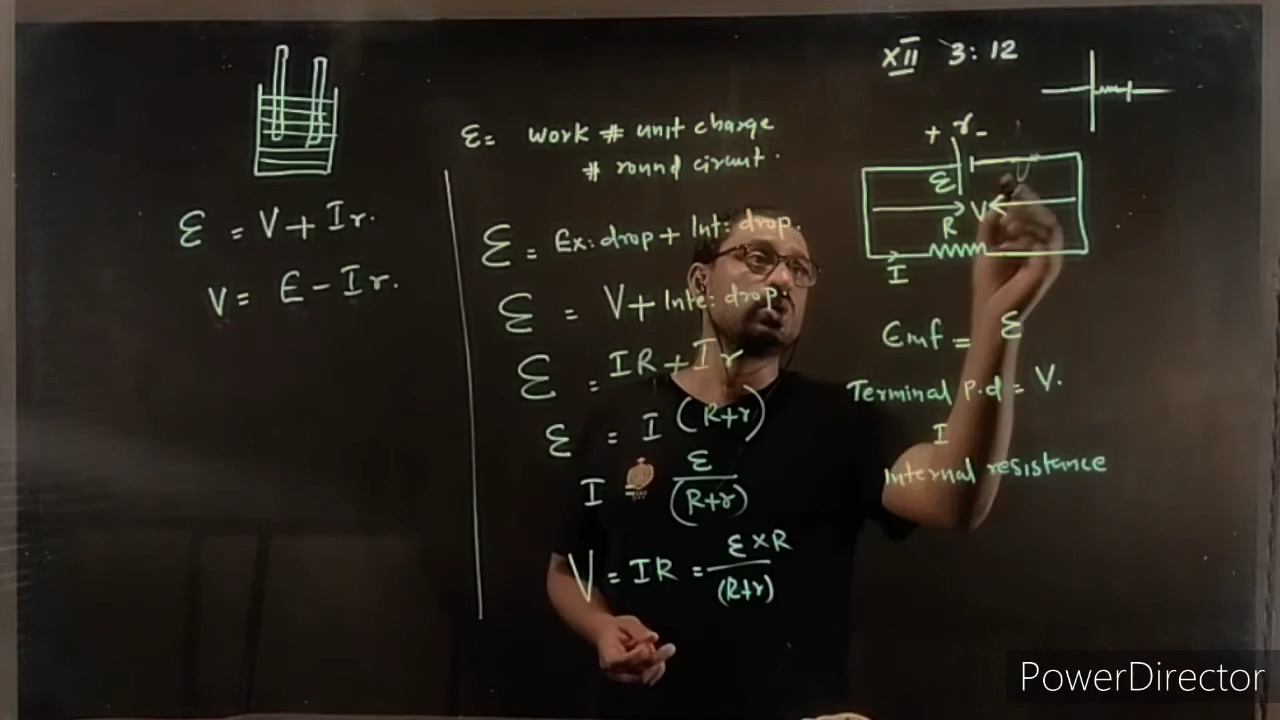 XII 3:12
ε = V + Ir.
V = E - Ir.
ε = work # unit charge
# round circuit.
ε = Ex: drop + Int: drop.
ε = V + Inte: drop.
ε = IR + Ir
ε = I (R+r)
I ε
(R+r)
V = IR = ε×R
(R+r)
+ r -
ε
V
R
I
Emf = ε
Terminal P.d = V.
I
Internal resistance
PowerDirector